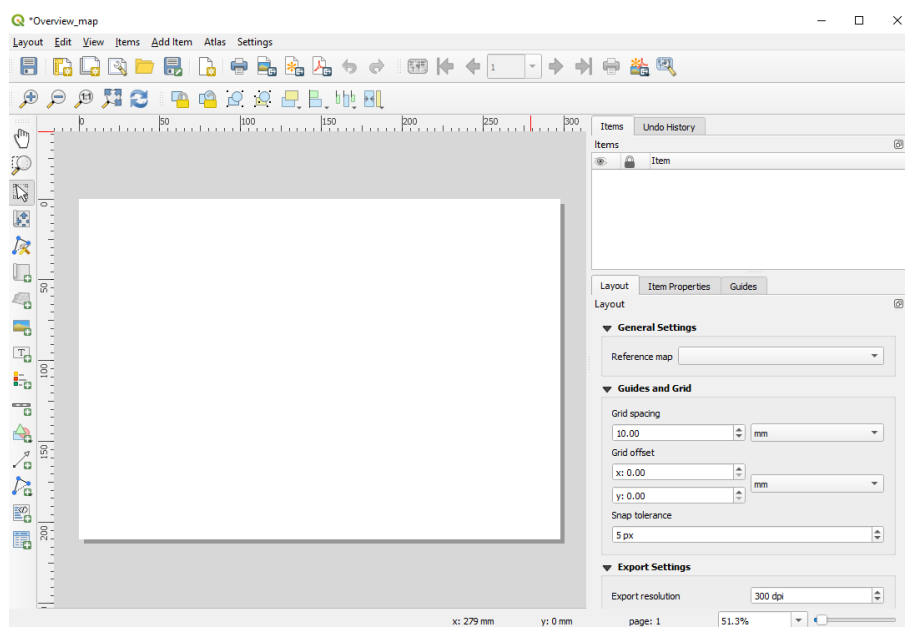 *Overview_map
Layout Edit View Items Add Item Atlas Settings
1
1:1
0 50 100 150 200 250 300
0
50
100
150
200
Items Undo History
Items
Item
Layout Item Properties Guides
Layout
General Settings
Reference map
Guides and Grid
Grid spacing
10.00 mm
Grid offset
x: 0.00
mm
y: 0.00
Snap tolerance
5 px
Export Settings
Export resolution 300 dpi
x: 279 mm y: 0 mm page: 1 51.3%